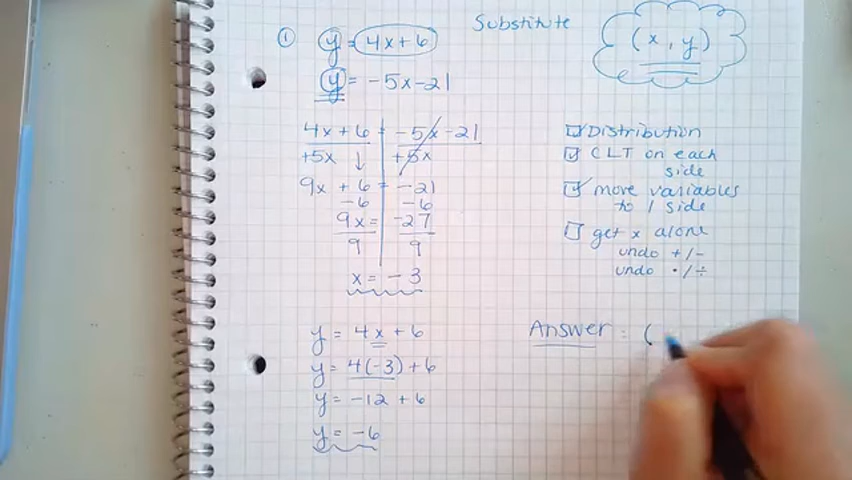 Substitute
(x, y)
① y = 4x+6
y = -5x-21
4x+6 = -5x-21
+5x ↓ +5x
9x + 6 = -21
-6 -6
9x = -27
9 9
x = -3
y = 4x + 6
y = 4(-3) + 6
y = -12 + 6
y = -6
☑ Distribution
☑ CLT on each
side
☑ move variables
to 1 side
☐ get x alone
undo +/-
undo •/÷
Answer : (